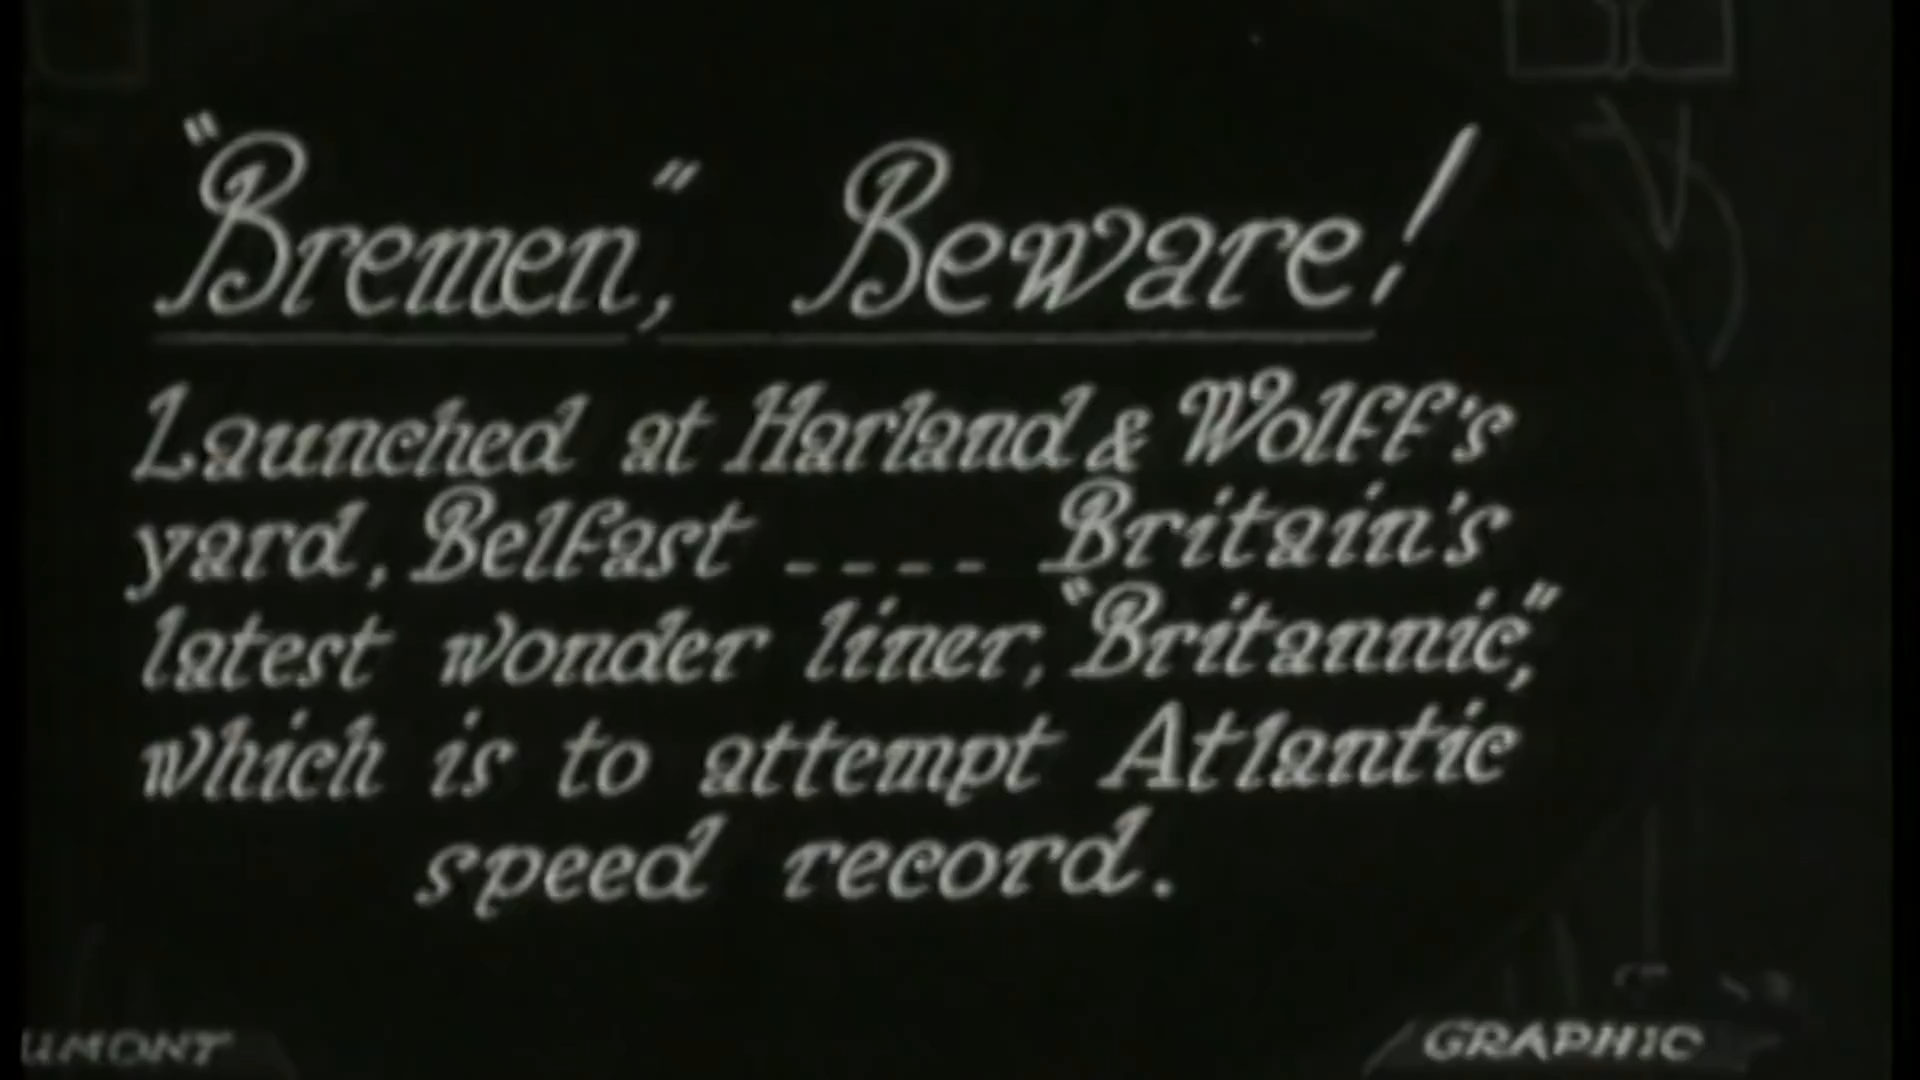 "Bremen," Beware!
Launched at Harland & Wolff's
yard, Belfast ---- Britain's
latest wonder liner, "Britannic,"
which is to attempt Atlantic
speed record.
UMONT GRAPHIC